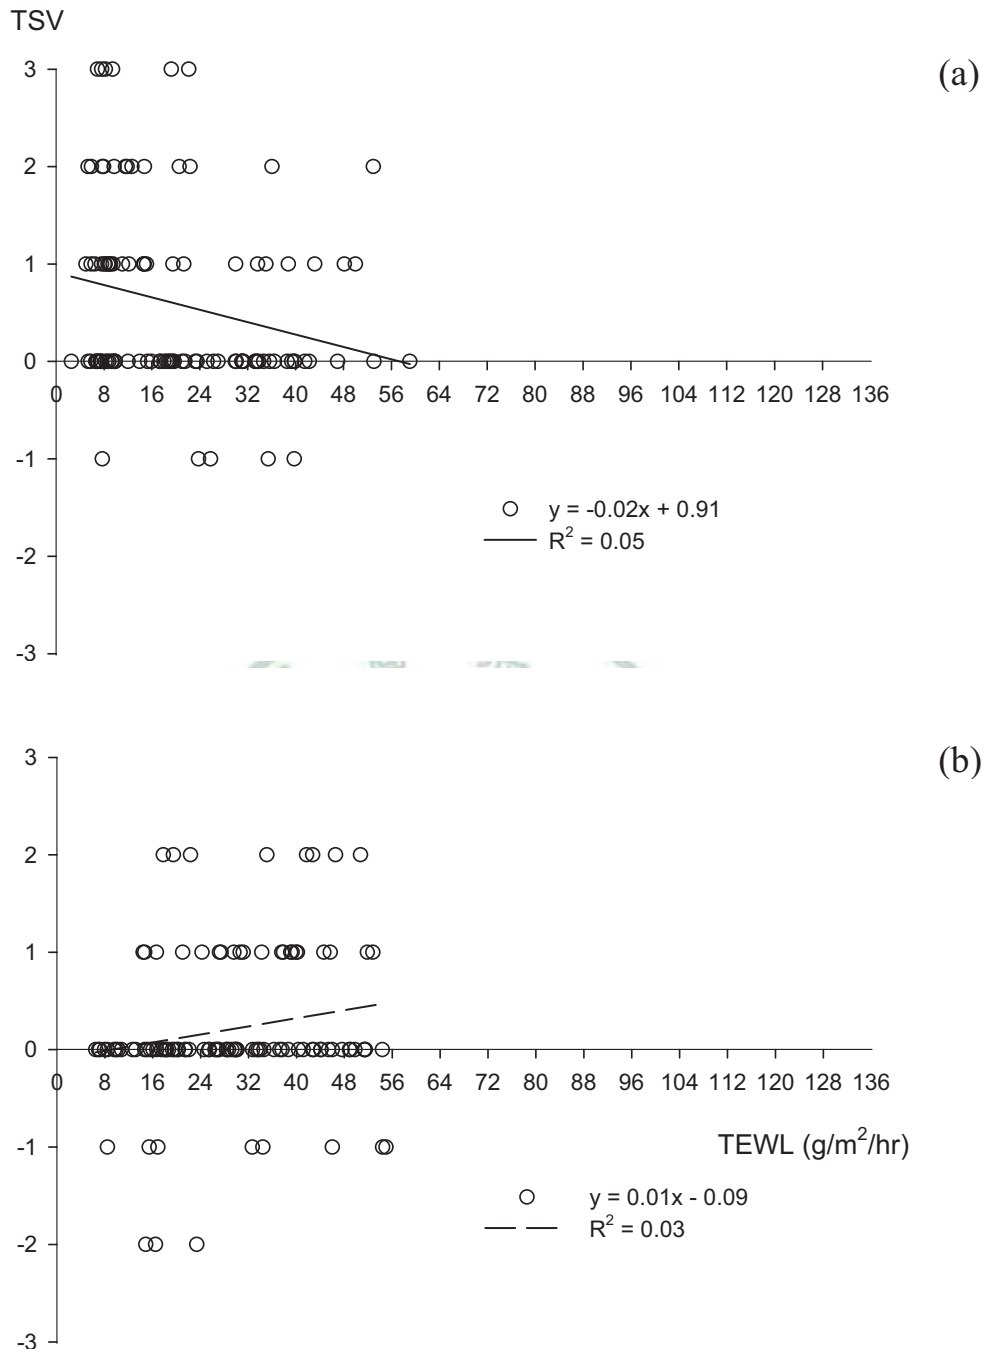 TSV
(a)
3
2
1
0
0 8 16 24 32 40 48 56 64 72 80 88 96 104 112 120 128 136
-1
y = -0.02x + 0.91
R² = 0.05
-2
-3
(b)
3
2
1
0
0 8 16 24 32 40 48 56 64 72 80 88 96 104 112 120 128 136
-1
TEWL (g/m²/hr)
y = 0.01x - 0.09
R² = 0.03
-2
-3